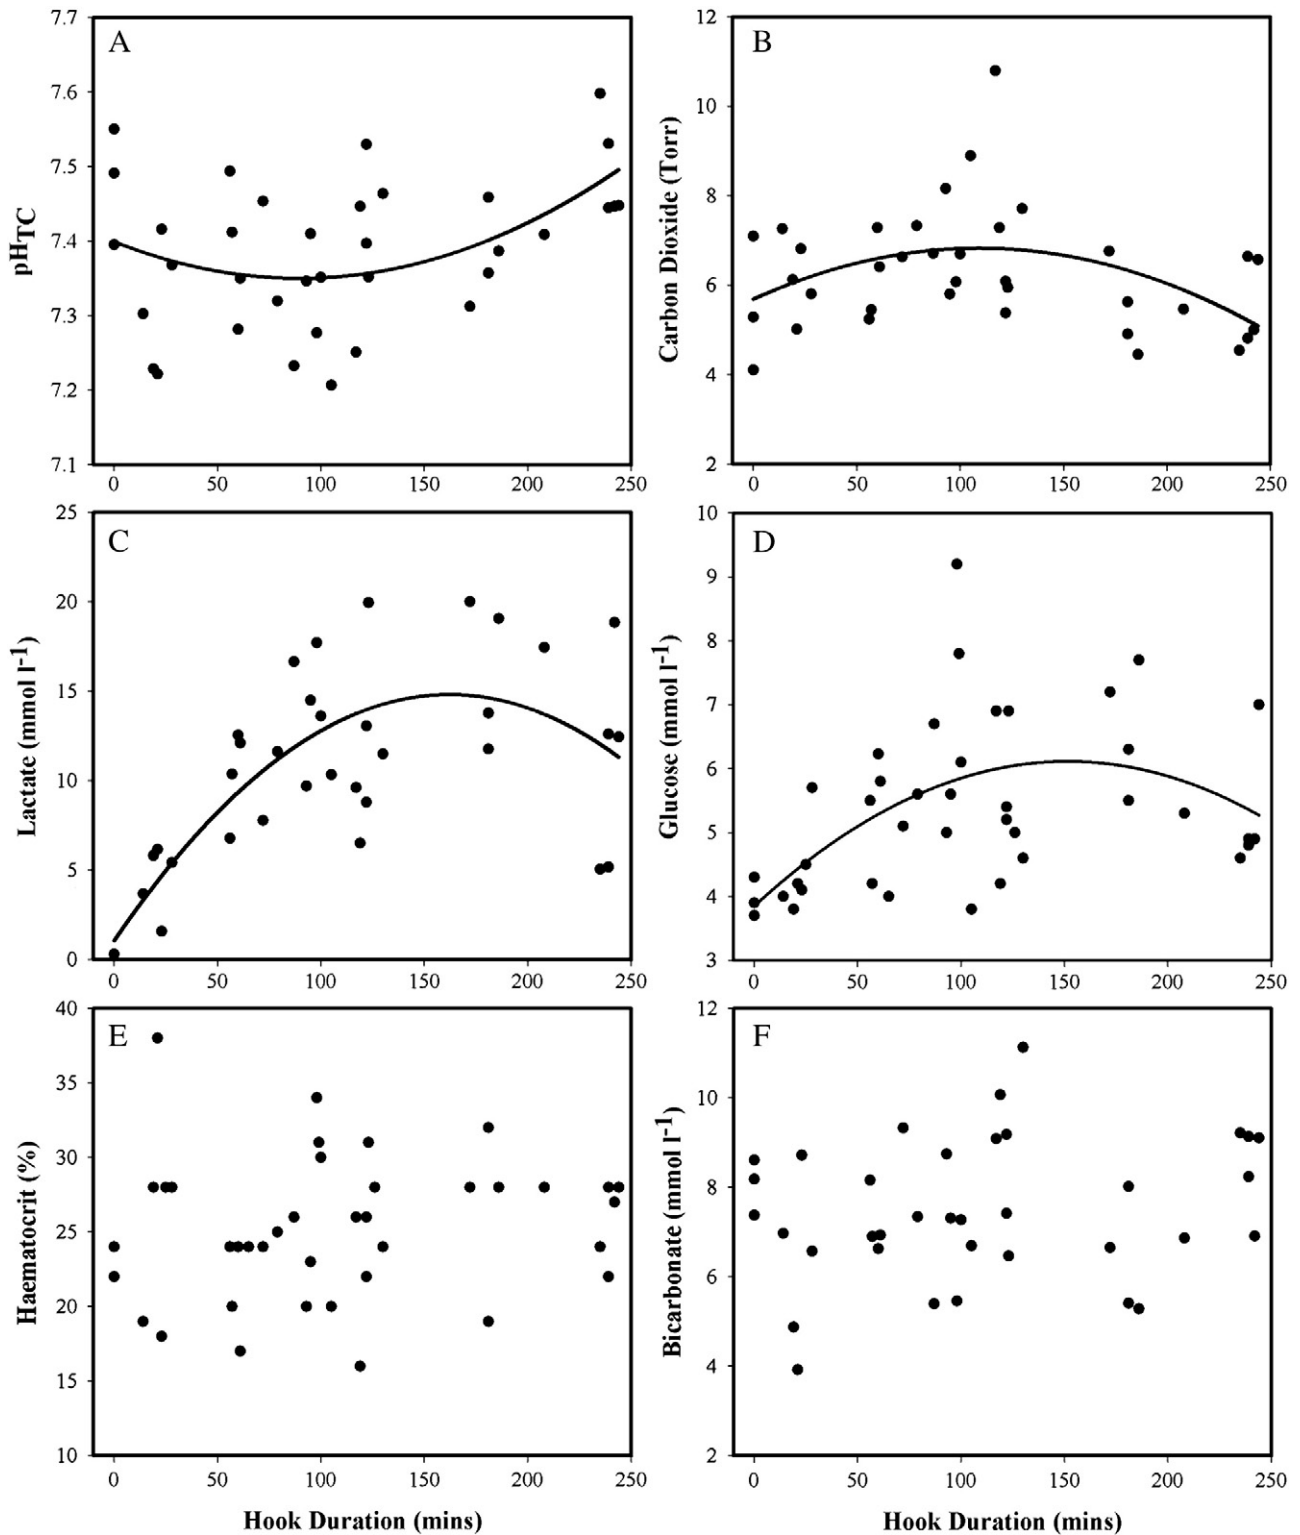 A
7.7
7.6
7.5
7.4
7.3
7.2
7.1
pHTC
0 50 100 150 200 250
B
12
10
8
6
4
2
Carbon Dioxide (Torr)
0 50 100 150 200 250
C
25
20
15
10
5
0
Lactate (mmol l-1)
0 50 100 150 200 250
D
10
9
8
7
6
5
4
3
Glucose (mmol l-1)
0 50 100 150 200 250
E
40
35
30
25
20
15
10
Haematocrit (%)
0 50 100 150 200 250
Hook Duration (mins)
F
12
10
8
6
4
2
Bicarbonate (mmol l-1)
0 50 100 150 200 250
Hook Duration (mins)